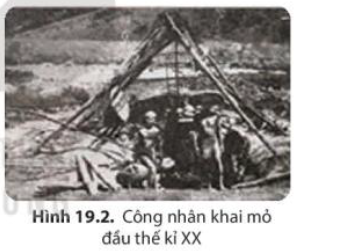 Hình 19.2. Công nhân khai mỏ
đầu thế kỉ XX